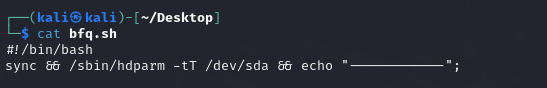 ┌──(kali㉿kali)-[~/Desktop]
└─$ cat bfq.sh
#!/bin/bash
sync && /sbin/hdparm -tT /dev/sda && echo "------------";